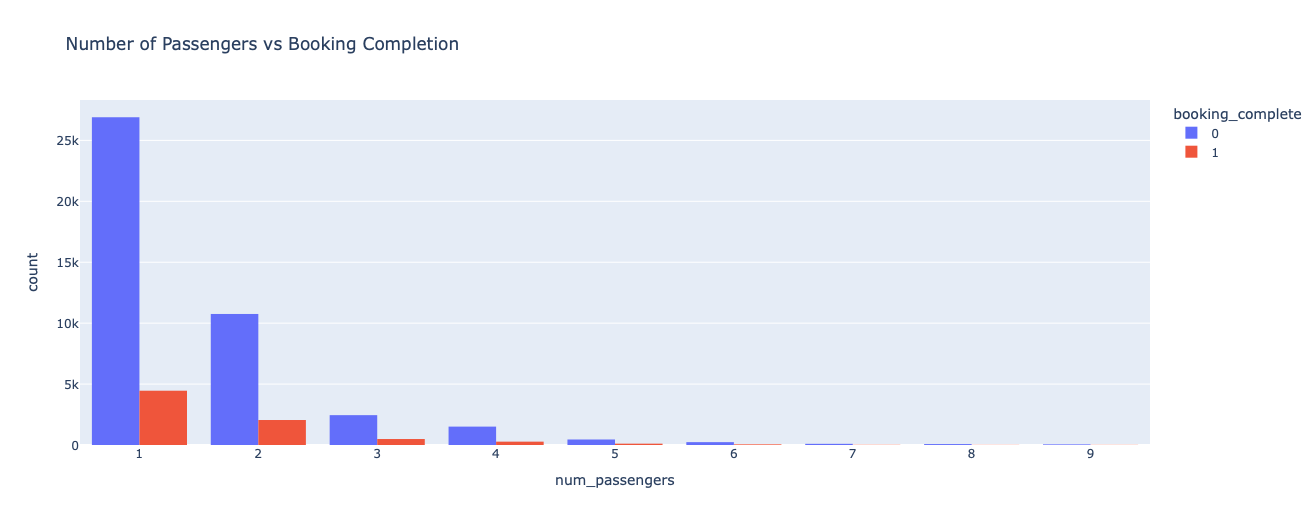 Number of Passengers vs Booking Completion
booking_complete
0
1
25k
20k
15k
10k
5k
0
count
1 2 3 4 5 6 7 8 9
num_passengers